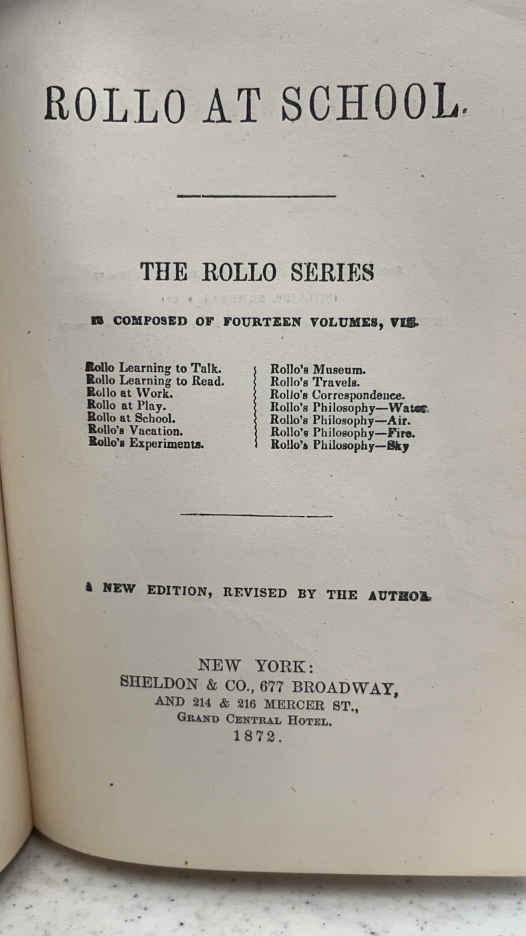 ROLLO AT SCHOOL.
THE ROLLO SERIES
IS COMPOSED OF FOURTEEN VOLUMES, VIZ.
Rollo Learning to Talk.
Rollo Learning to Read.
Rollo at Work.
Rollo at Play.
Rollo at School.
Rollo's Vacation.
Rollo's Experiments.
Rollo's Museum.
Rollo's Travels.
Rollo's Correspondence.
Rollo's Philosophy—Water.
Rollo's Philosophy—Air.
Rollo's Philosophy—Fire.
Rollo's Philosophy—Sky
A NEW EDITION, REVISED BY THE AUTHOR.
NEW YORK:
SHELDON & CO., 677 BROADWAY,
AND 214 & 216 MERCER ST.,
GRAND CENTRAL HOTEL.
1872.